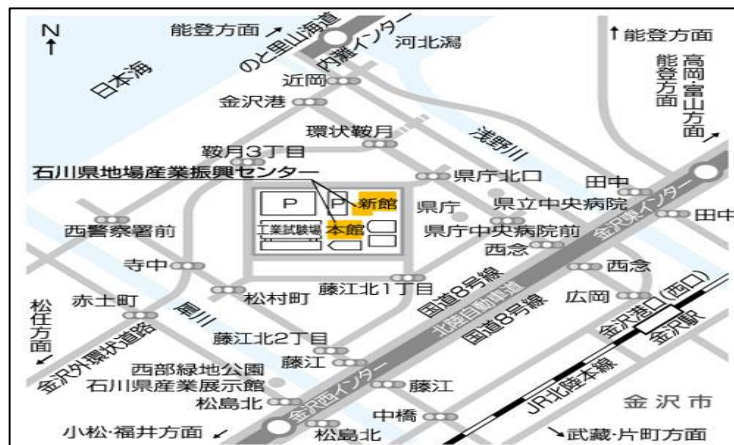 N
能登方面
のと里山海道
内灘インター
河北潟
能登方面
日本海
近岡
高岡・富山方面
能登方面
金沢港
環状鞍月
浅野川
鞍月3丁目
石川県地場産業振興センター
県庁北口
田中
P
P
新館
県庁
県立中央病院
金沢東インター
田中
西警察署前
工業試験場
本館
県庁中央病院前
西念
寺中
西念
藤江北1丁目
国道8号線
北陸自動車道
国道8号線
広岡
松任方面
赤土町
松村町
犀川
金沢港口(西口)
金沢駅
金沢外環状道路
藤江北2丁目
西部緑地公園
藤江
石川県産業展示館
藤江
JR北陸本線
金沢市
松島北
金沢西インター
中橋
小松・福井方面
松島北
武蔵・片町方面